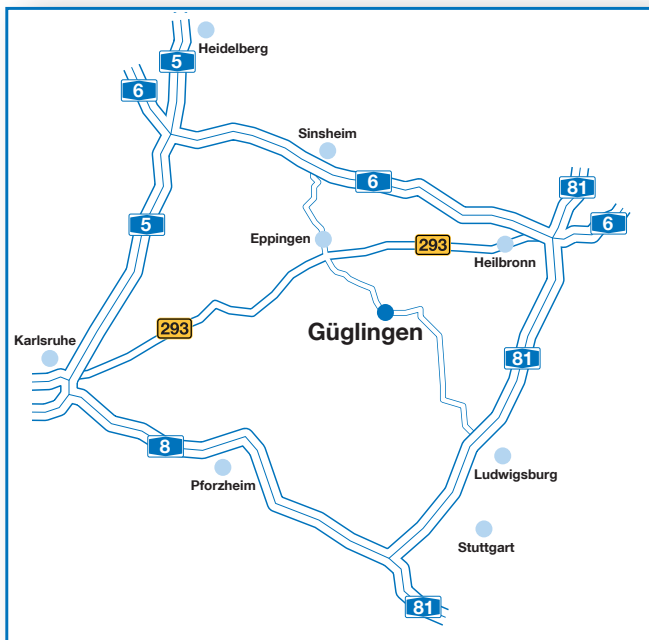 Heidelberg
5
6
Sinsheim
6
81
6
5
Eppingen
293
Heilbronn
293
Güglingen
Karlsruhe
81
8
Pforzheim
Ludwigsburg
Stuttgart
81